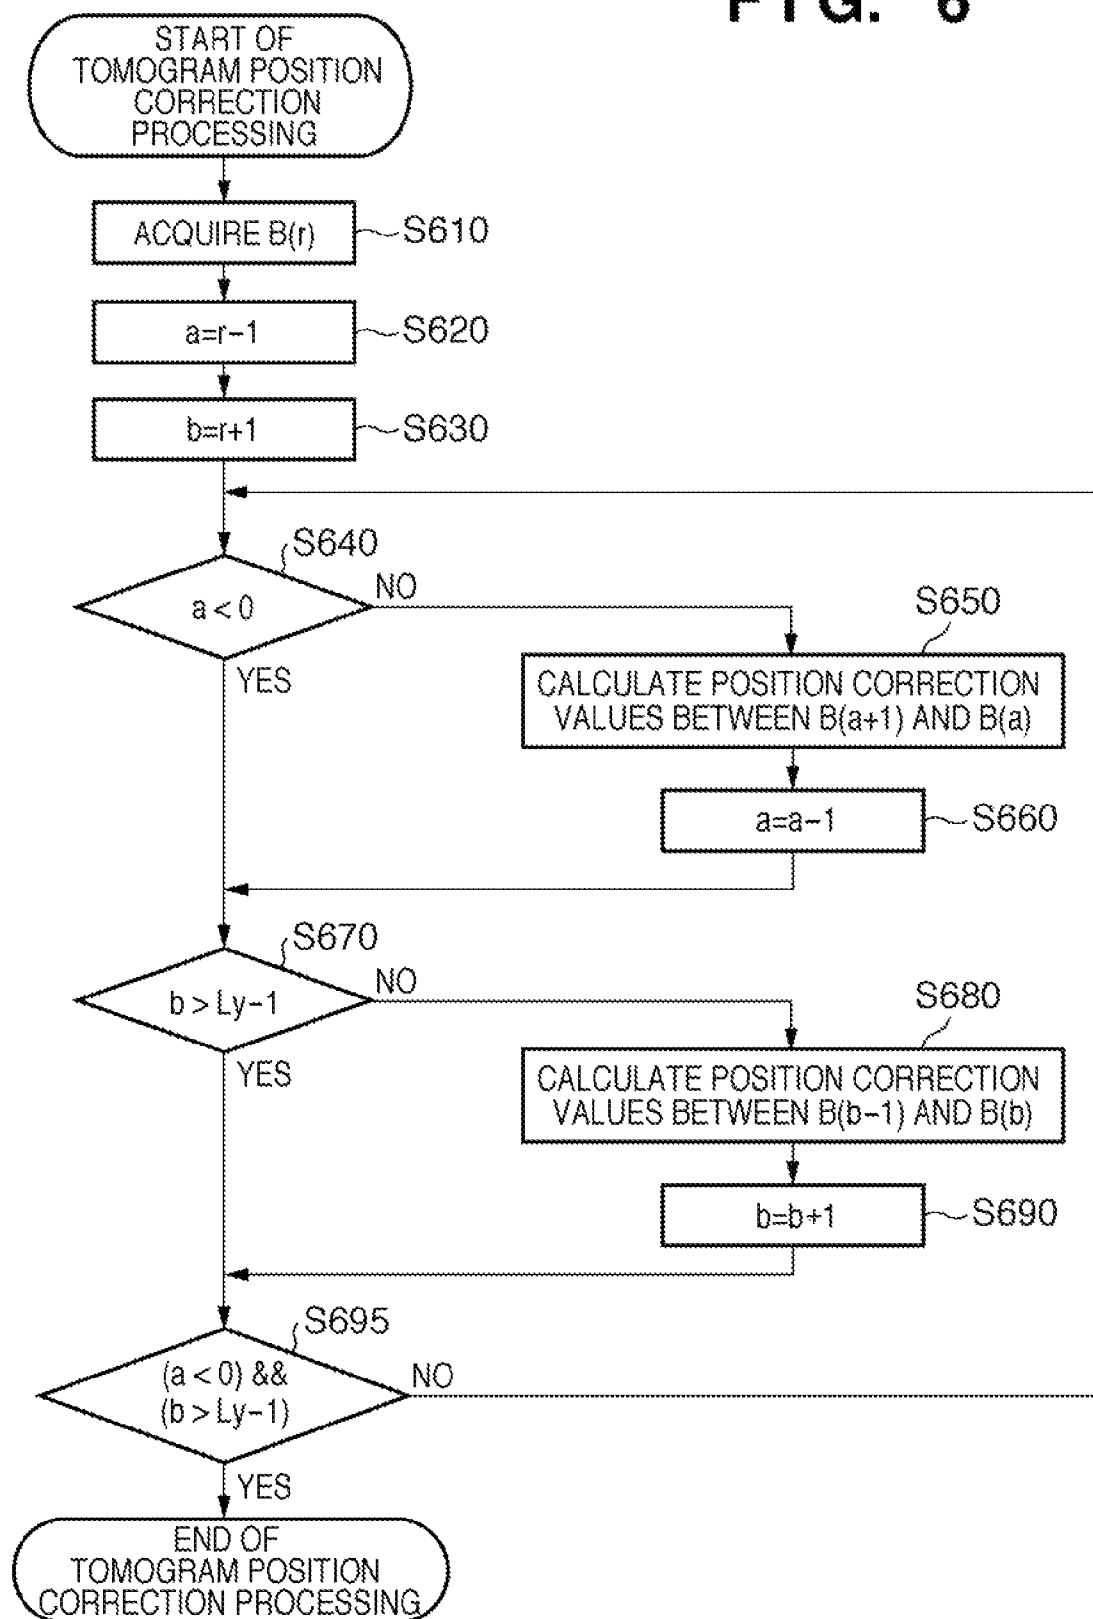 FIG. 6
START OF
TOMOGRAM POSITION
CORRECTION
PROCESSING
ACQUIRE B(r)
S610
a=r−1
S620
b=r+1
S630
S640
a < 0
NO
YES
S650
CALCULATE POSITION CORRECTION
VALUES BETWEEN B(a+1) AND B(a)
a=a−1
S660
S670
b > Ly−1
NO
YES
S680
CALCULATE POSITION CORRECTION
VALUES BETWEEN B(b−1) AND B(b)
b=b+1
S690
S695
(a < 0) &&
(b > Ly−1)
NO
YES
END OF
TOMOGRAM POSITION
CORRECTION PROCESSING